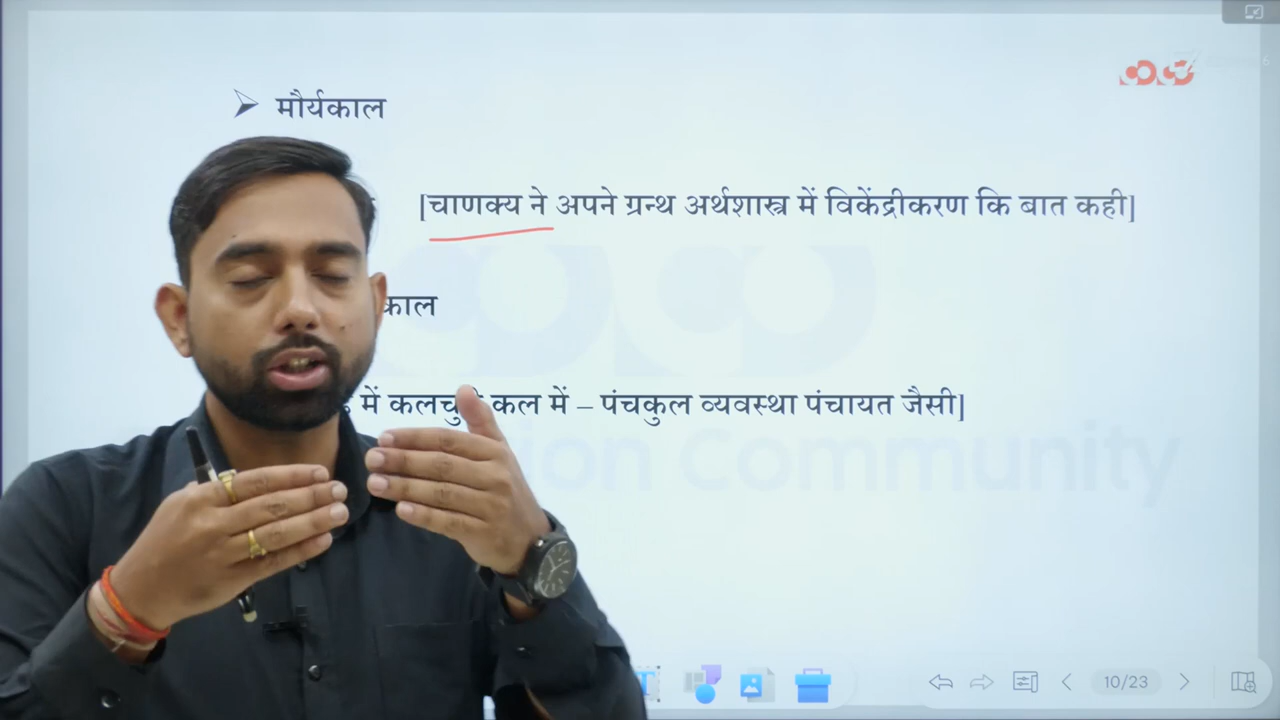 मौर्यकाल
[चाणक्य ने अपने ग्रन्थ अर्थशास्त्र में विकेंद्रीकरण कि बात कही]
काल
में कलचुरी कल में – पंचकुल व्यवस्था पंचायत जैसी]
Community
10/23